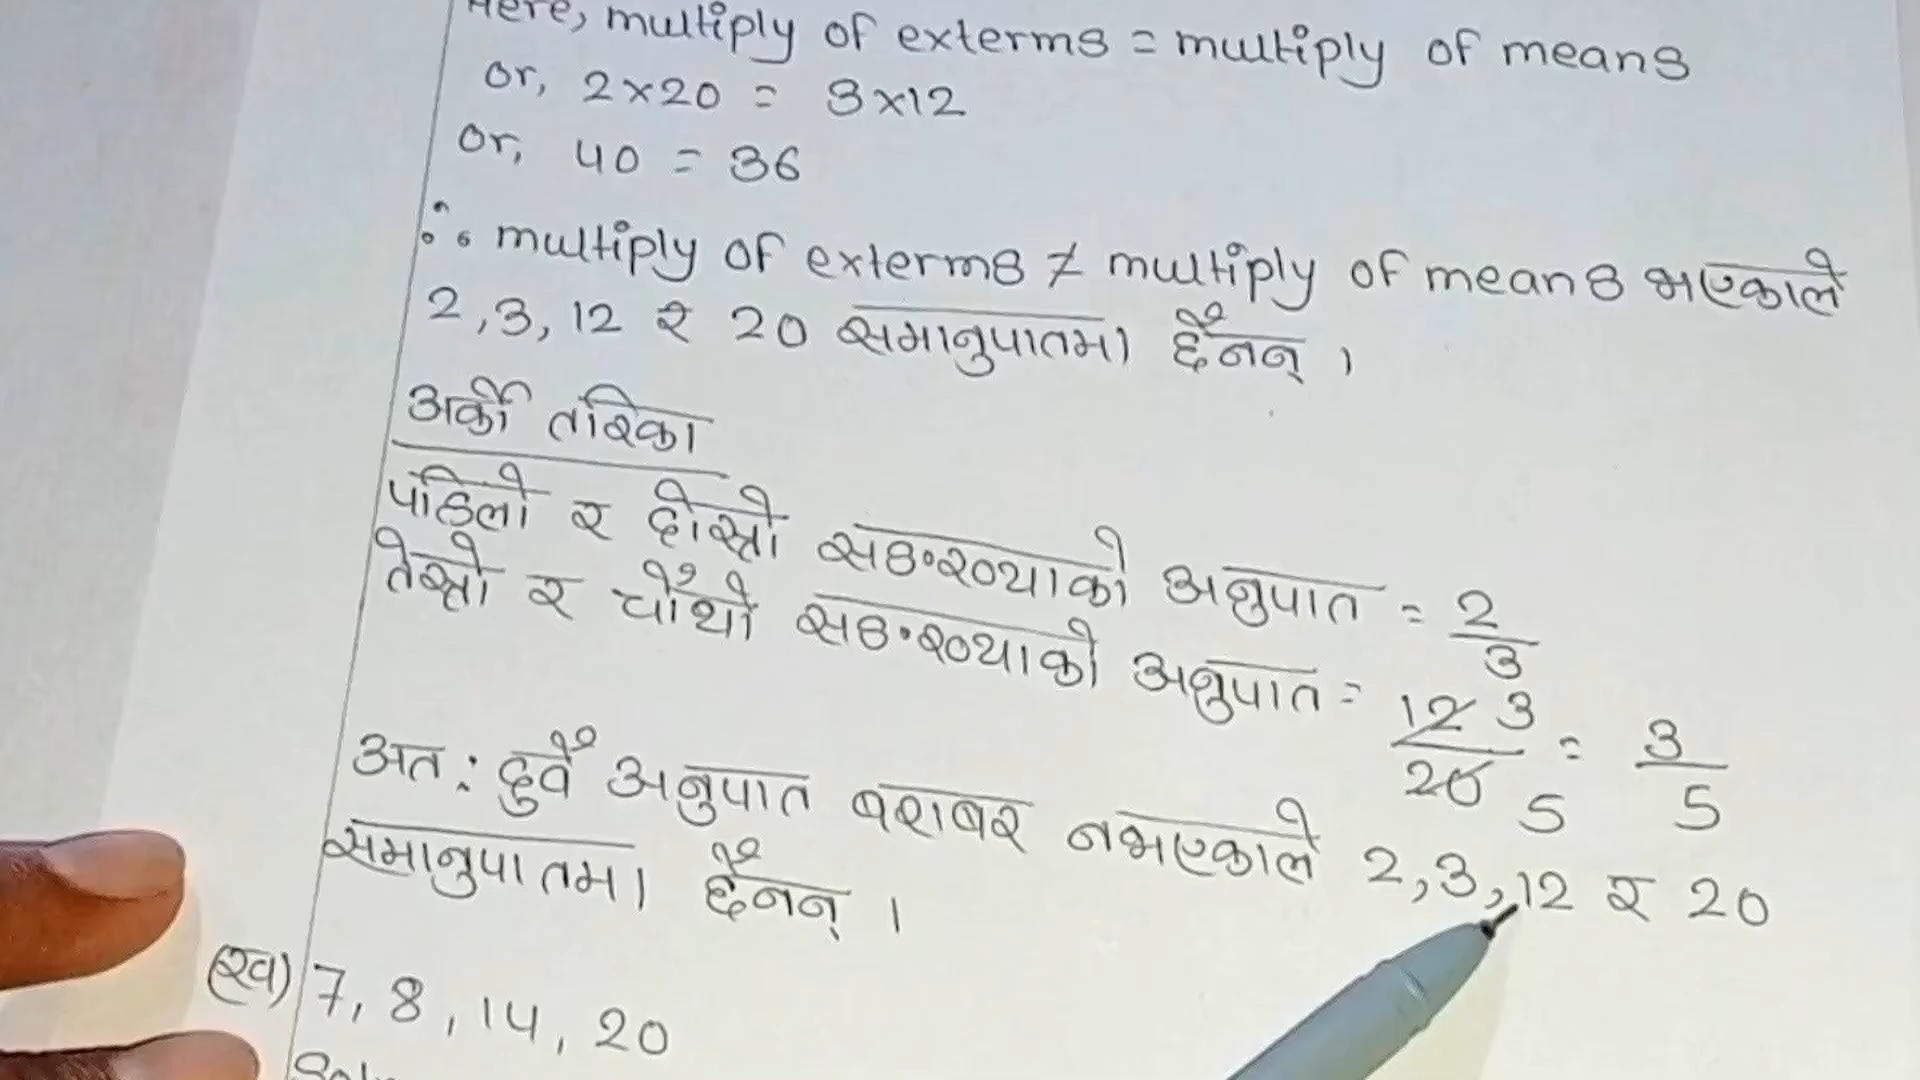 Here, multiply of exterms = multiply of means
or, 2×20 = 3×12
or, 40 = 36
∴ multiply of exterms ≠ multiply of means भएकाले
2, 3, 12 र 20 समानुपातमा छैनन् ।
अर्को तरिका
पहिलो र दोस्रो सङ्ख्याको अनुपात = 2/3
तेस्रो र चौथो सङ्ख्याको अनुपात = 12 3/20 5 = 3/5
अत: दुवै अनुपात बराबर नभएकाले 2, 3, 12 र 20
समानुपातमा छैनन् ।
(ख) 7, 8, 14, 20